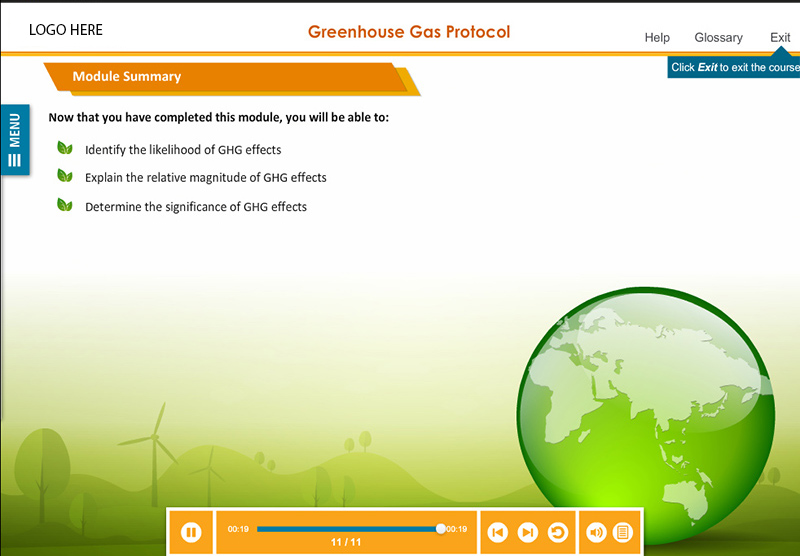 LOGO HERE
Greenhouse Gas Protocol
Help Glossary Exit
Click Exit to exit the course
Module Summary
MENU
Now that you have completed this module, you will be able to:
Identify the likelihood of GHG effects
Explain the relative magnitude of GHG effects
Determine the significance of GHG effects
00:19 00:19
11 / 11